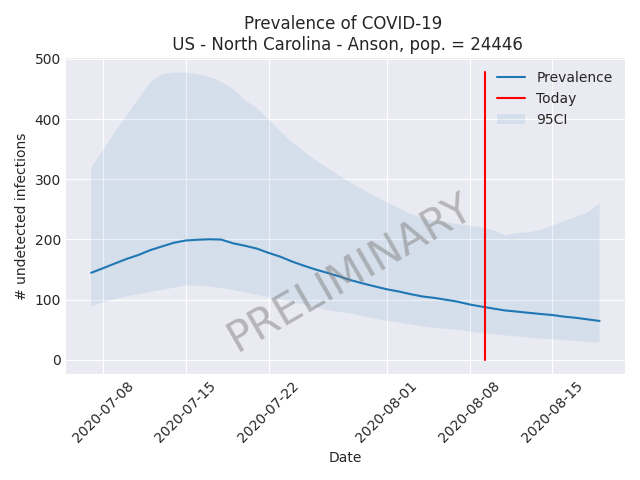 Prevalence of COVID-19
US - North Carolina - Anson, pop. = 24446
500
400
300
200
100
0
# undetected infections
Prevalence
Today
95CI
PRELIMINARY
2020-07-08
2020-07-15
2020-07-22
2020-08-01
2020-08-08
2020-08-15
Date